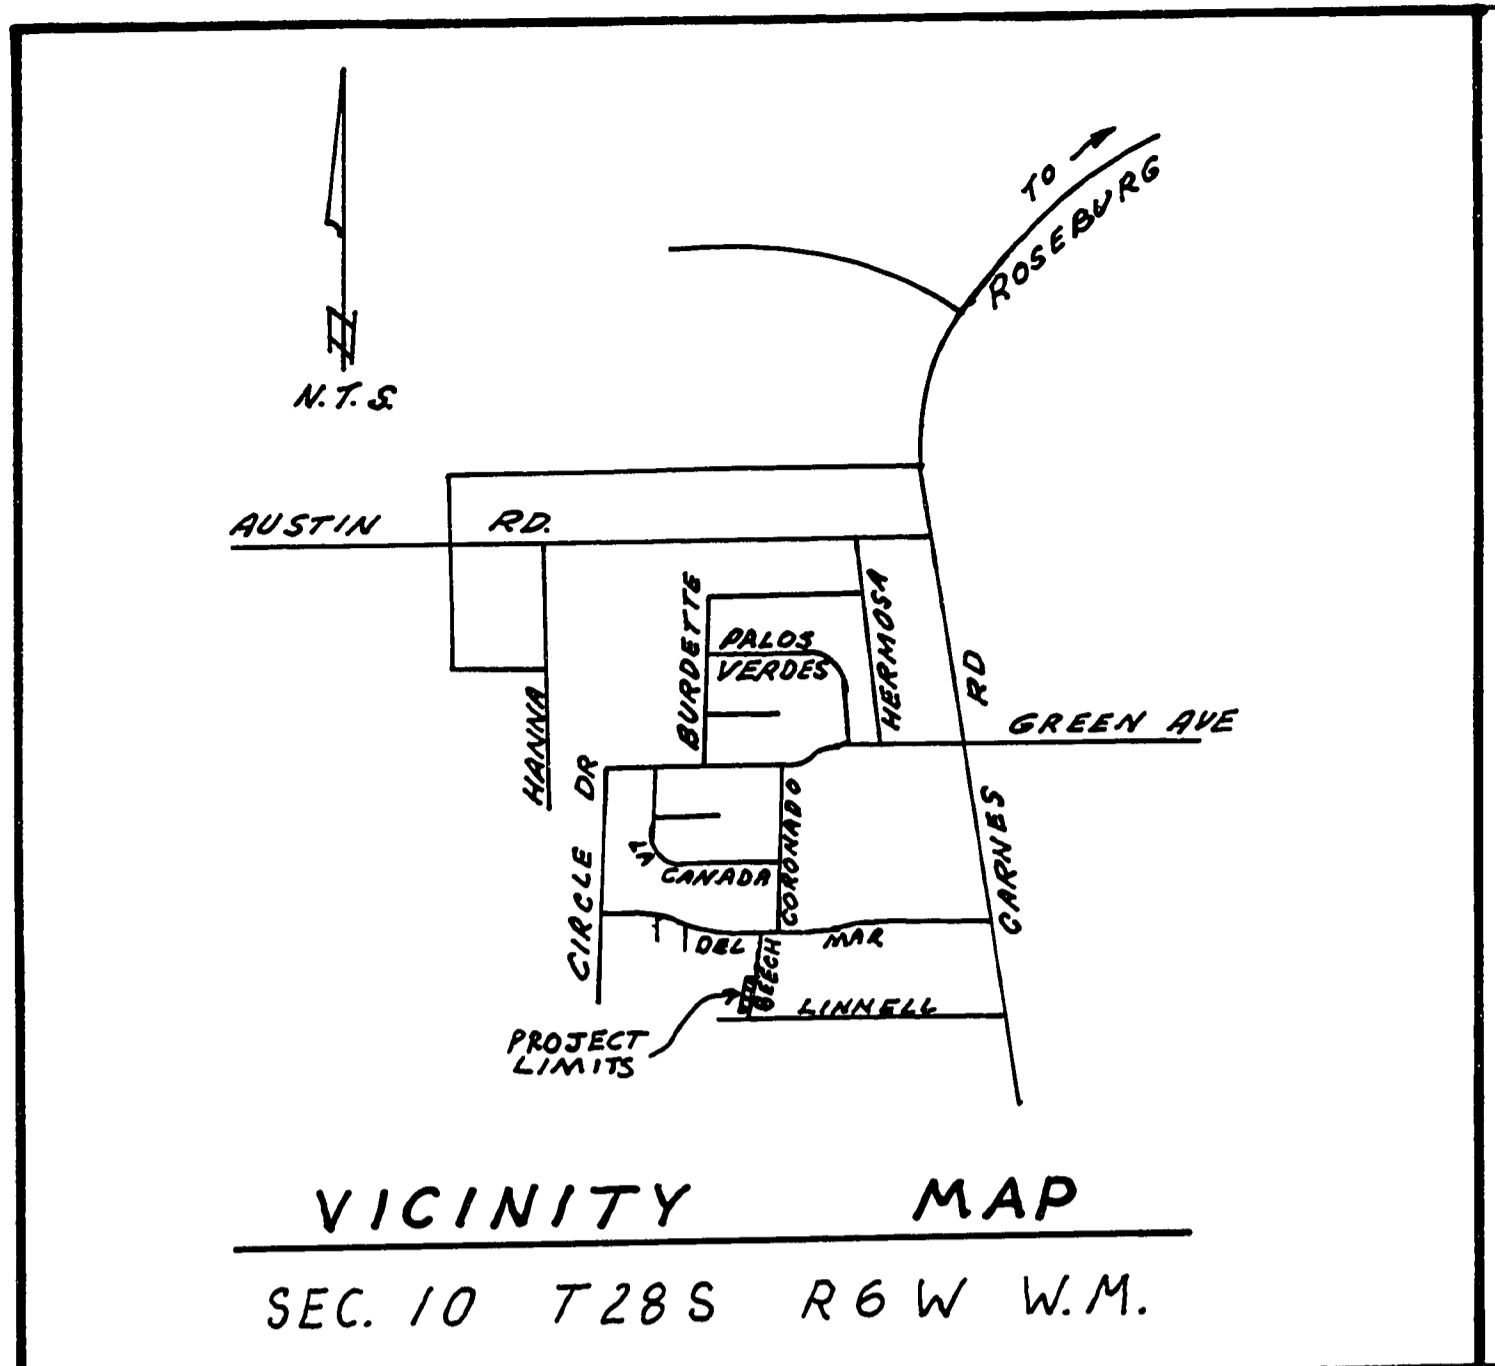 TO
ROSEBURG
N
N.T.S.
AUSTIN RD.
BURDETTE
PALOS
VERDES
HERMOSA
RD
HANNA
GREEN AVE
CIRCLE DR
LA
CANADA
CORONADO
CARNES
DEL MAR
BEECH
LINNELL
PROJECT
LIMITS
VICINITY MAP
SEC. 10 T28S R6W W.M.